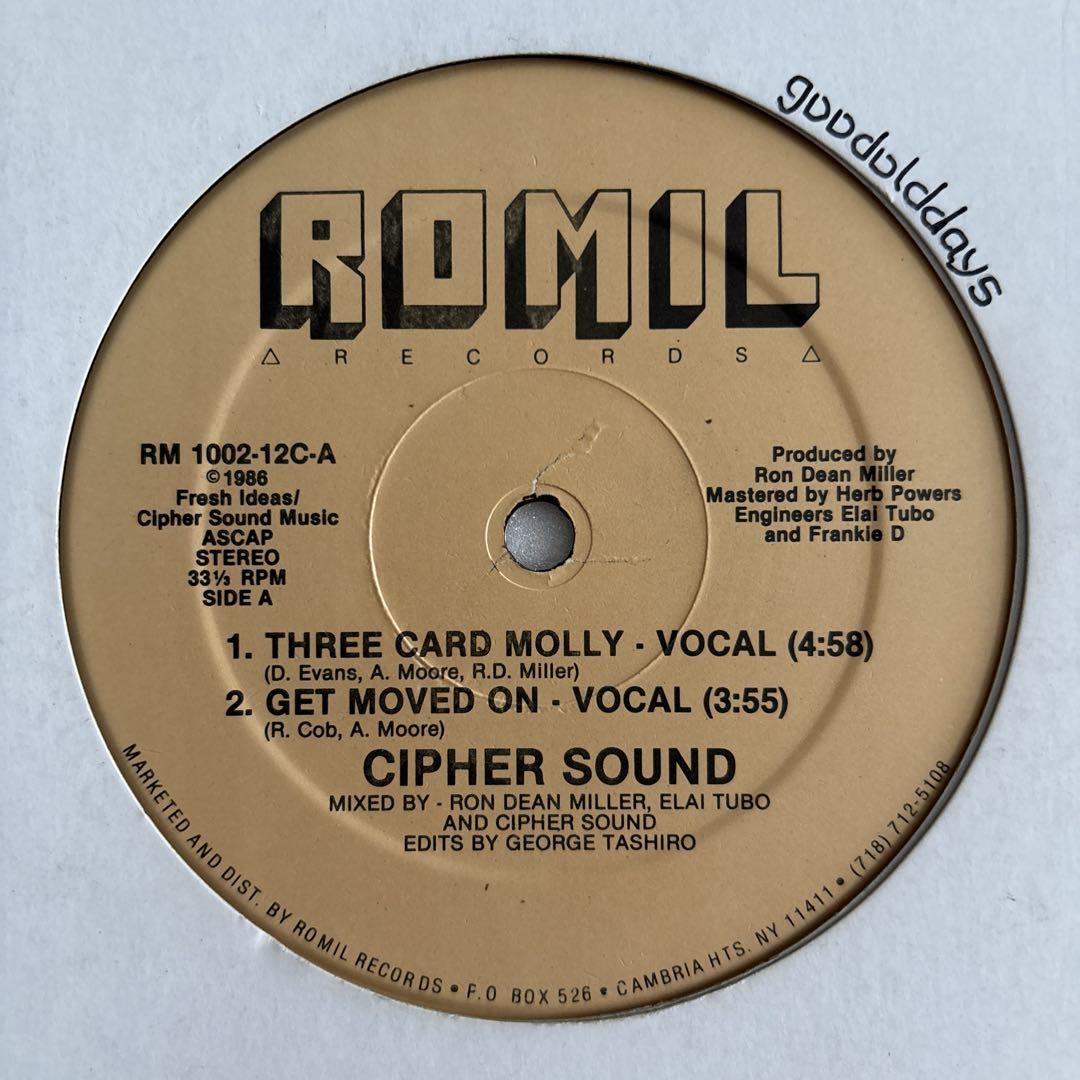 gooodolddays
ROMIL
△ RECORDS △
RM 1002-12C-A
©1986
Fresh Ideas/
Cipher Sound Music
ASCAP
STEREO
33⅓ RPM
SIDE A
Produced by
Ron Dean Miller
Mastered by Herb Powers
Engineers Elai Tubo
and Frankie D
1. THREE CARD MOLLY - VOCAL (4:58)
(D. Evans, A. Moore, R.D. Miller)
2. GET MOVED ON - VOCAL (3:55)
(R. Cob, A. Moore)
CIPHER SOUND
MIXED BY - RON DEAN MILLER, ELAI TUBO
AND CIPHER SOUND
EDITS BY GEORGE TASHIRO
MARKETED AND DIST. BY ROMIL RECORDS • P.O BOX 526 • CAMBRIA HTS. NY 11411 • (718) 712-5108